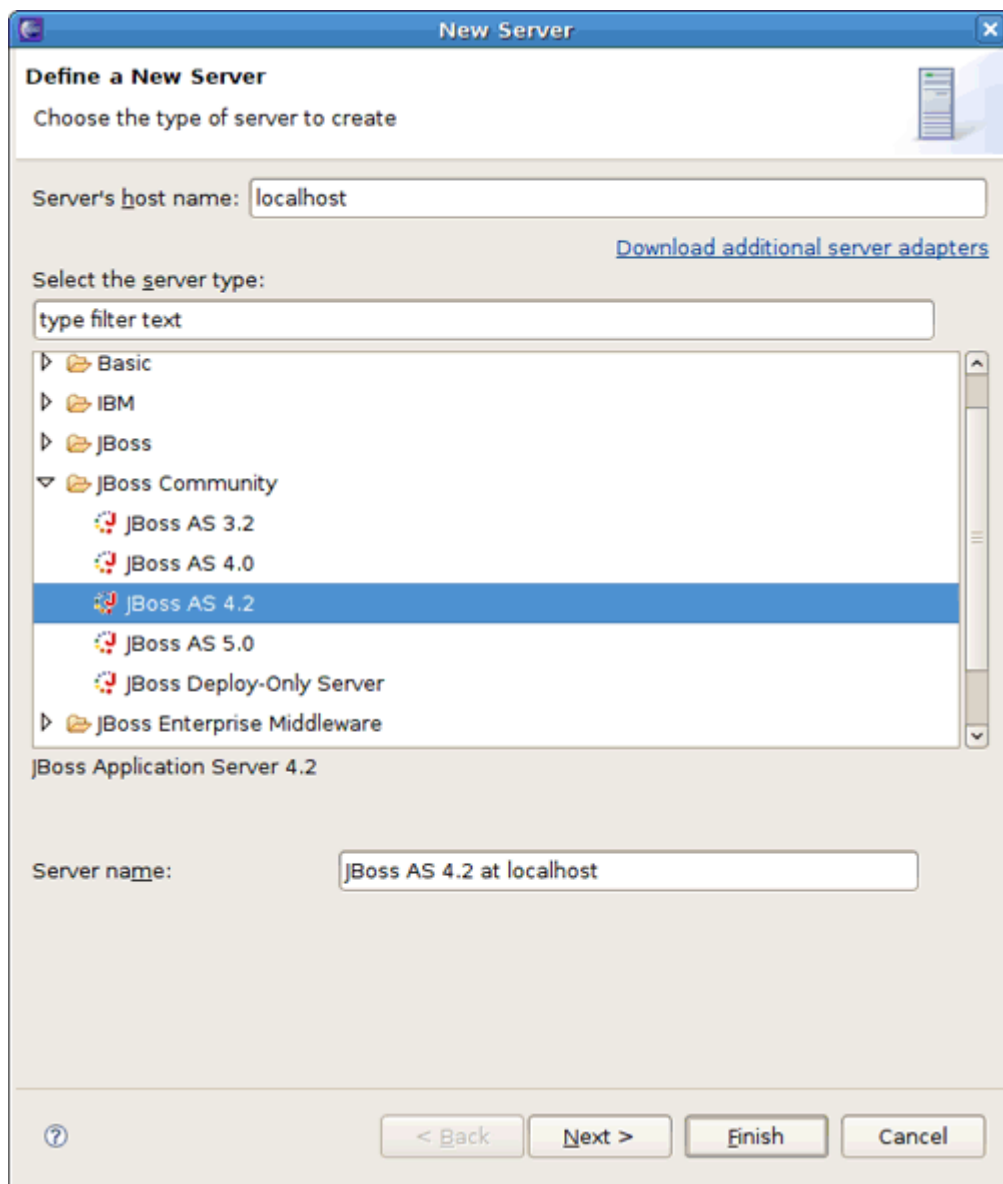 New Server
Define a New Server
Choose the type of server to create
Server's host name: localhost
Download additional server adapters
Select the server type:
type filter text
Basic
IBM
JBoss
JBoss Community
JBoss AS 3.2
JBoss AS 4.0
JBoss AS 4.2
JBoss AS 5.0
JBoss Deploy-Only Server
JBoss Enterprise Middleware
JBoss Application Server 4.2
Server name: JBoss AS 4.2 at localhost
? < Back Next > Finish Cancel